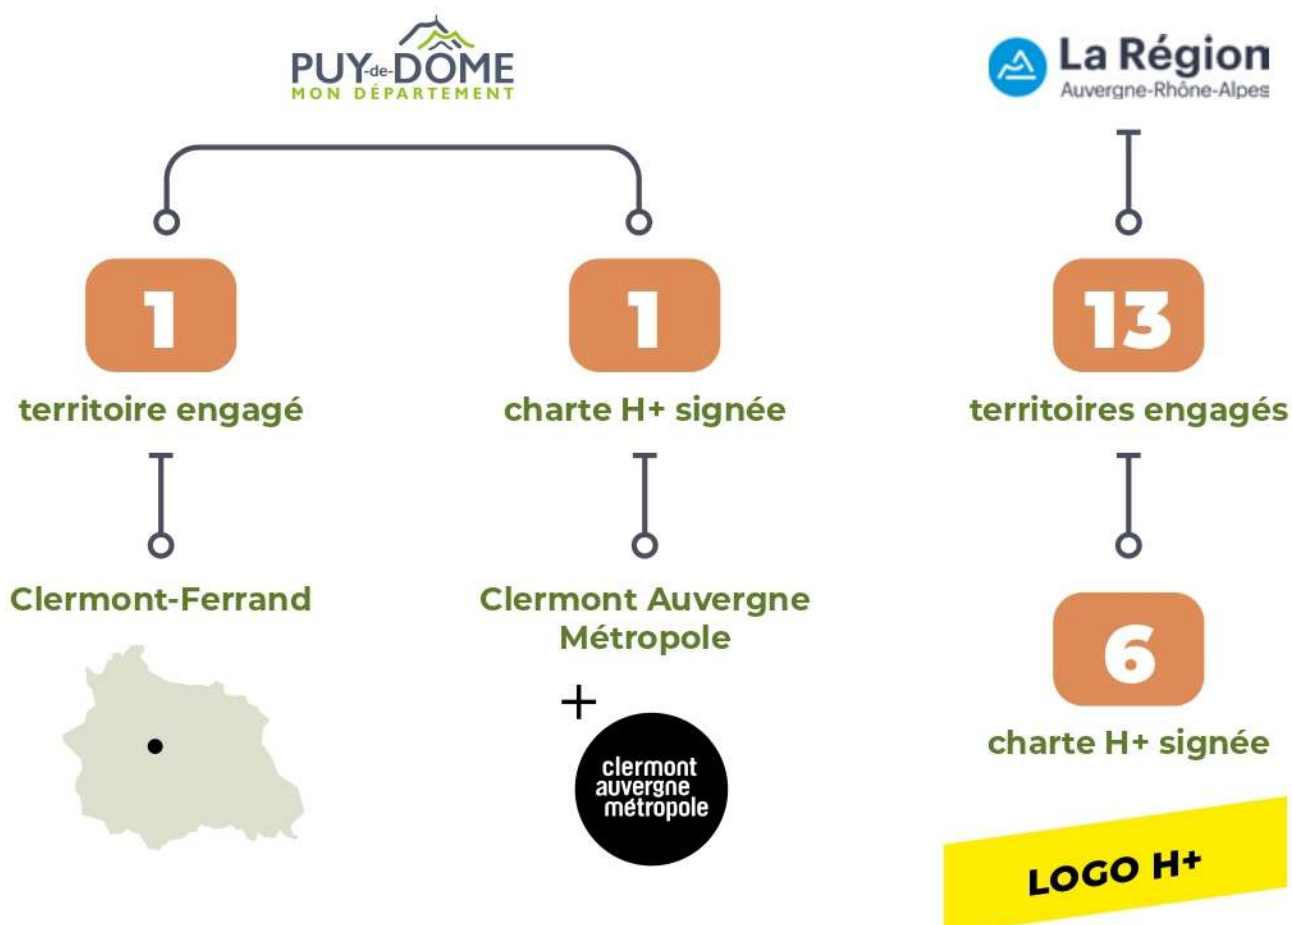 PUY-de-DÔME
MON DÉPARTEMENT
La Région
Auvergne-Rhône-Alpes
1
territoire engagé
Clermont-Ferrand
1
charte H+ signée
Clermont Auvergne
Métropole
+
clermont
auvergne
métropole
13
territoires engagés
6
charte H+ signée
LOGO H+